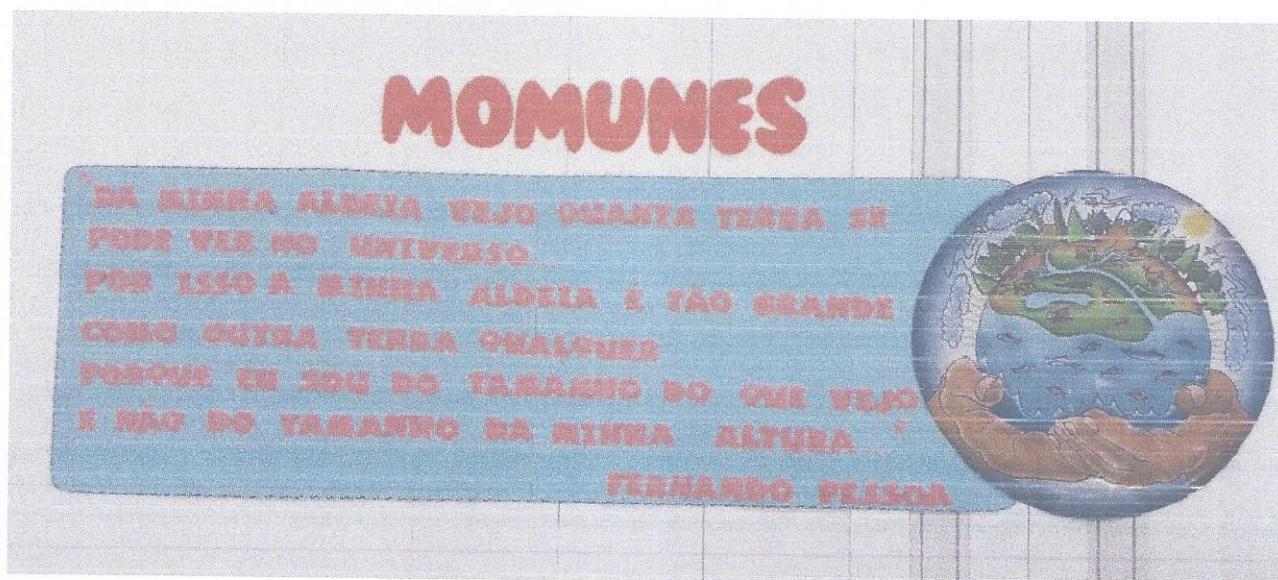 MOMUNES
"DA MINHA ALDEIA VEJO QUANTA TERRA SE
PODE VER NO UNIVERSO...
POR ISSO A MINHA ALDEIA É TÃO GRANDE
COMO OUTRA TERRA QUALQUER
PORQUE EU SOU DO TAMANHO DO QUE VEJO
E NÃO DO TAMANHO DA MINHA ALTURA..."
FERNANDO PESSOA